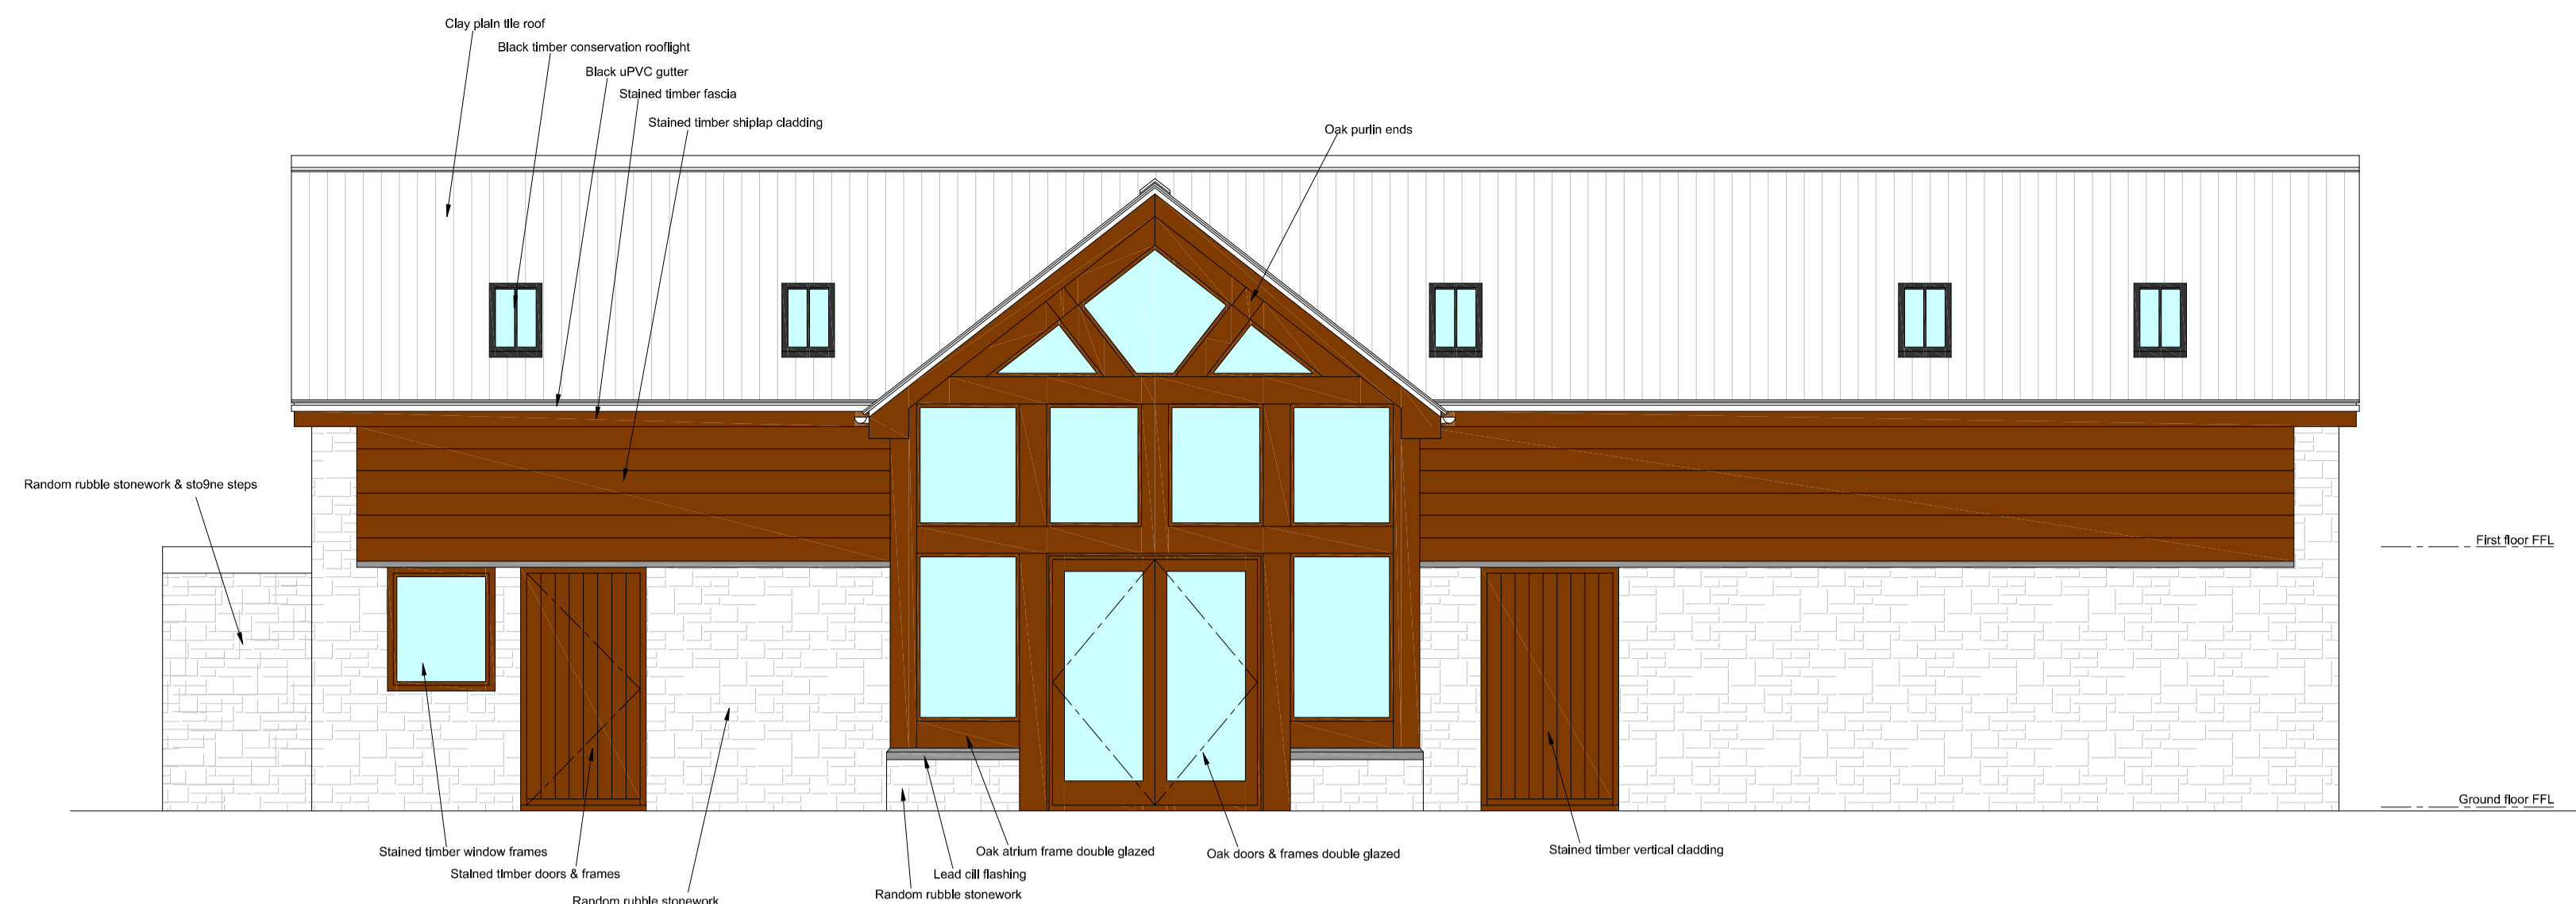 Clay plain tile roof
Black timber conservation rooflight
Black uPVC gutter
Stained timber fascia
Stained timber shiplap cladding
Oak purlin ends
Random rubble stonework & sto9ne steps
First floor FFL
Ground floor FFL
Stained timber window frames
Stained timber doors & frames
Random rubble stonework
Oak atrium frame double glazed
Lead cill flashing
Random rubble stonework
Oak doors & frames double glazed
Stained timber vertical cladding